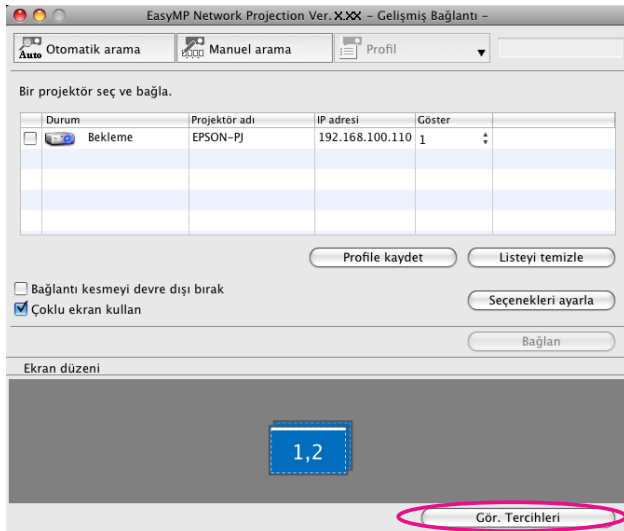 EasyMP Network Projection Ver. X.XX – Gelişmiş Bağlantı –
Auto Otomatik arama Manuel arama Profil
Bir projektör seç ve bağla.
Durum Projektör adı IP adresi Göster
Bekleme EPSON-PJ 192.168.100.110 1
Profile kaydet Listeyi temizle
Bağlantı kesmeyi devre dışı bırak
Çoklu ekran kullan
Seçenekleri ayarla
Bağlan
Ekran düzeni
1,2
Gör. Tercihleri